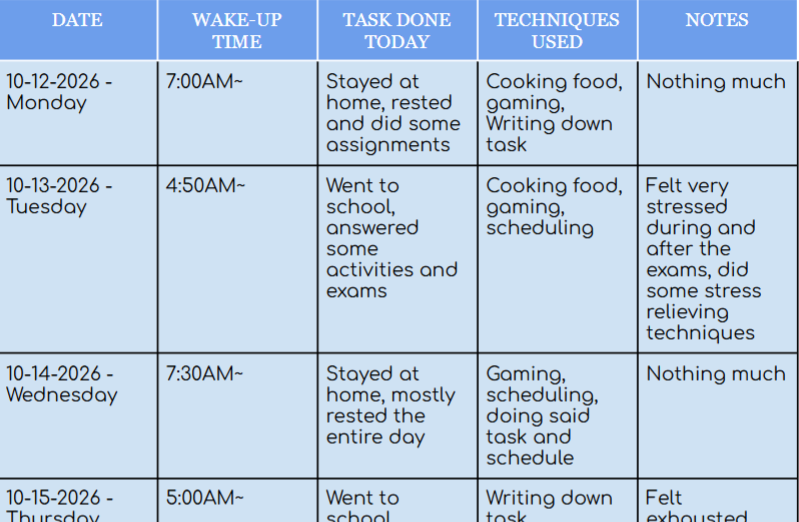 DATE
WAKE-UP
TIME
TASK DONE
TODAY
TECHNIQUES
USED
NOTES
10-12-2026 -
Monday
7:00AM~
Stayed at
home, rested
and did some
assignments
Cooking food,
gaming,
Writing down
task
Nothing much
10-13-2026 -
Tuesday
4:50AM~
Went to
school,
answered
some
activities and
exams
Cooking food,
gaming,
scheduling
Felt very
stressed
during and
after the
exams, did
some stress
relieving
techniques
10-14-2026 -
Wednesday
7:30AM~
Stayed at
home, mostly
rested the
entire day
Gaming,
scheduling,
doing said
task and
schedule
Nothing much
10-15-2026 -
Thursday
5:00AM~
Went to
school
Writing down
task
Felt
exhausted